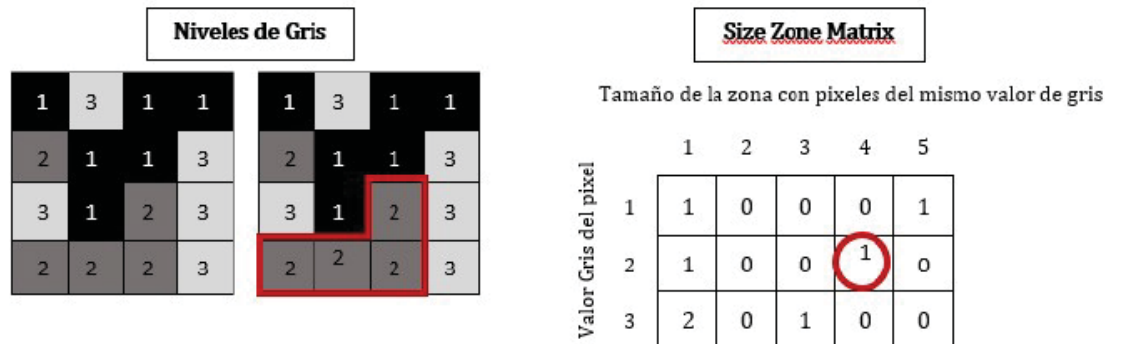 Niveles de Gris
1 3 1 1
2 1 1 3
3 1 2 3
2 2 2 3
1 3 1 1
2 1 1 3
3 1 2 3
2 2 2 3
Size Zone Matrix
Tamaño de la zona con pixeles del mismo valor de gris
Valor Gris del pixel
1 2 3 4 5
1 1 0 0 0 1
2 1 0 0 1 0
3 2 0 1 0 0